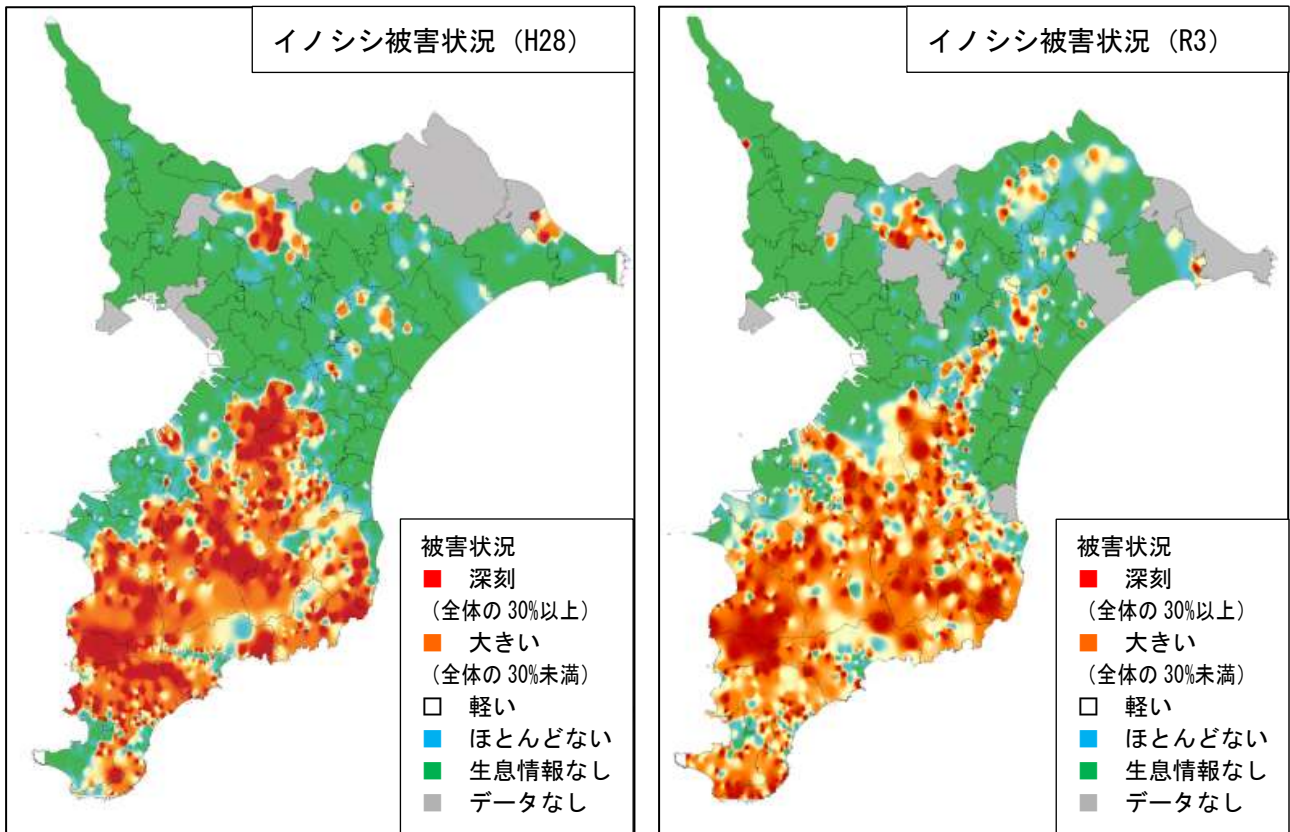 イノシシ被害状況（H28）
被害状況
深刻
（全体の30%以上）
大きい
（全体の30%未満）
軽い
ほとんどない
生息情報なし
データなし
イノシシ被害状況（R3）
被害状況
深刻
（全体の30%以上）
大きい
（全体の30%未満）
軽い
ほとんどない
生息情報なし
データなし